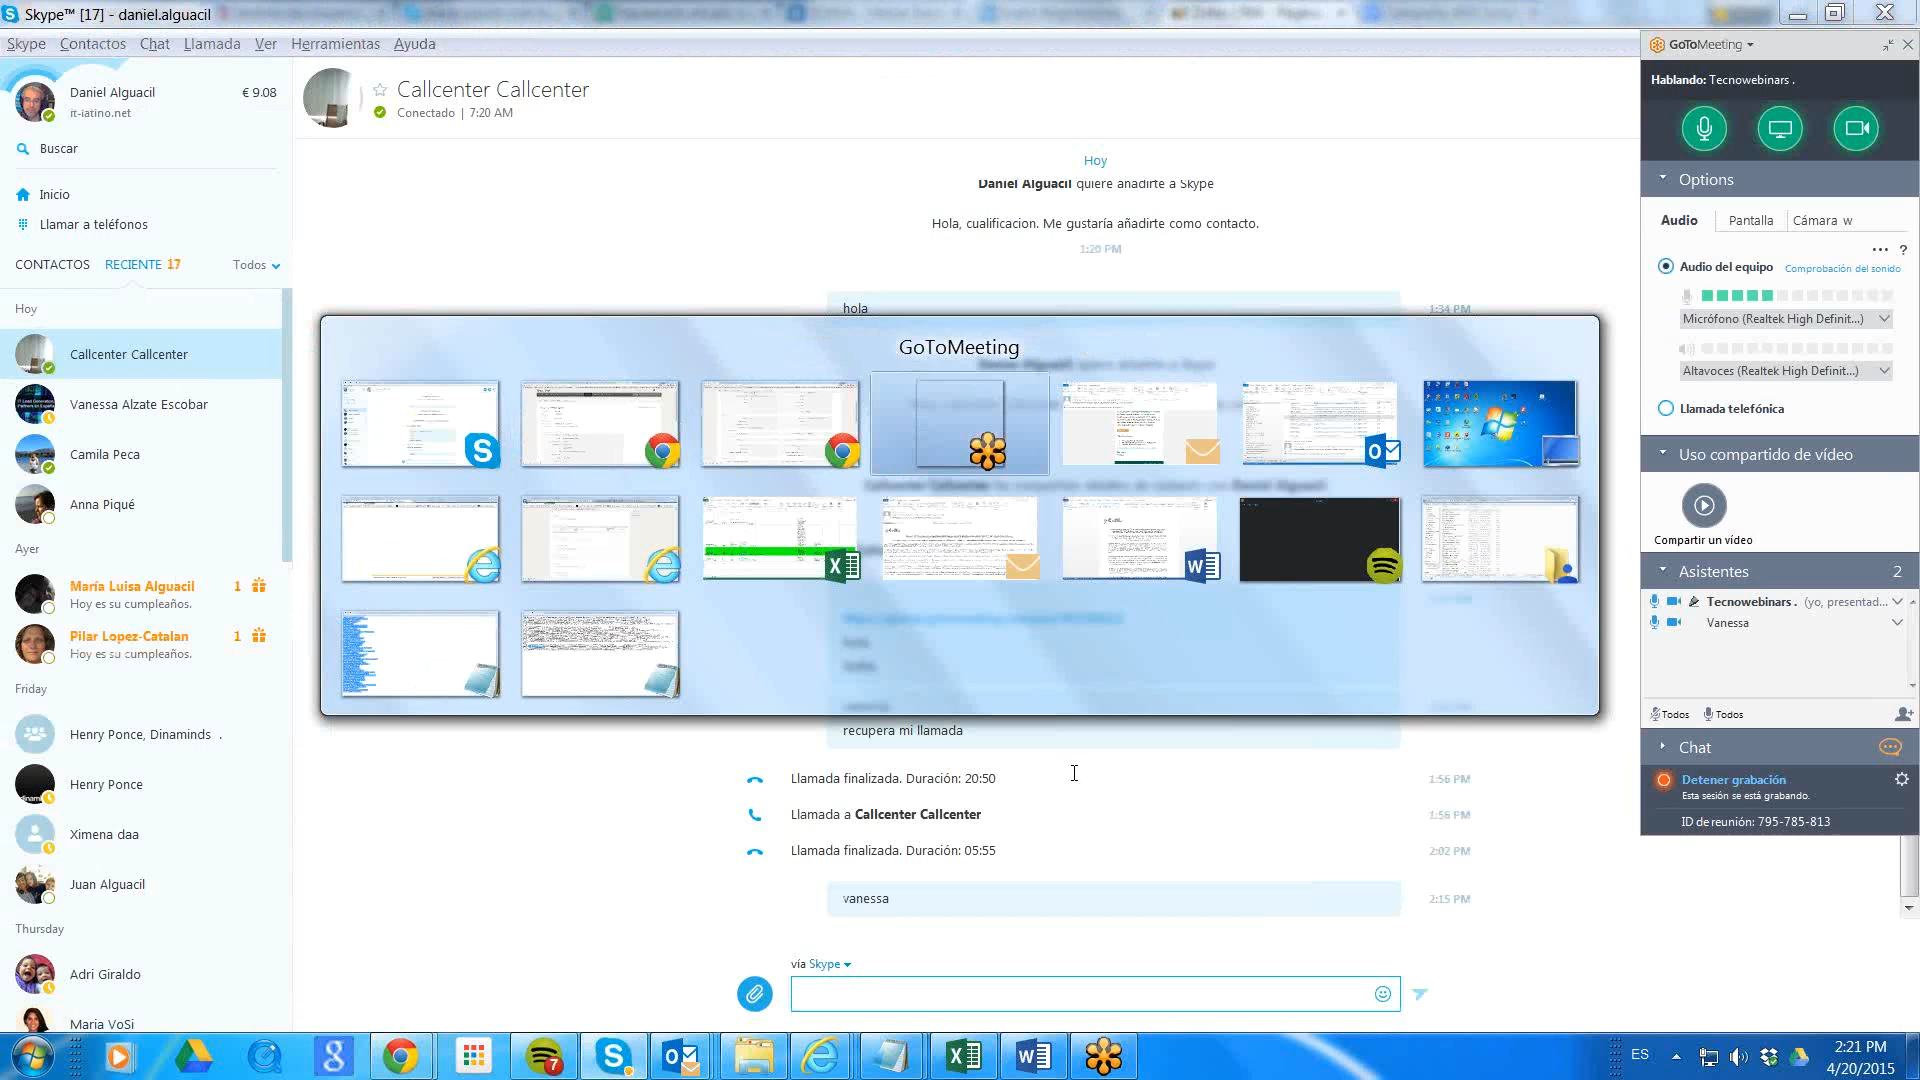 Skype™ [17] - daniel.alguacil
Skype Contactos Chat Llamada Ver Herramientas Ayuda
Daniel Alguacil € 9.08
it-latino.net
Buscar
Inicio
Llamar a teléfonos
CONTACTOS RECIENTE 17 Todos
Hoy
Callcenter Callcenter
Vanessa Alzate Escobar
Camila Peca
Anna Piqué
Ayer
María Luisa Alguacil 1
Hoy es su cumpleaños.
Pilar Lopez-Catalan 1
Hoy es su cumpleaños.
Friday
Henry Ponce, Dinaminds .
Henry Ponce
Ximena daa
Juan Alguacil
Thursday
Adri Giraldo
Maria VoSi
Callcenter Callcenter
Conectado | 7:20 AM
Hoy
Daniel Alguacil quiere añadirte a Skype
Hola, cualificacion. Me gustaría añadirte como contacto.
1:20 PM
hola 1:34 PM
GoToMeeting
recupera mi llamada
Llamada finalizada. Duración: 20:50 1:56 PM
Llamada a Callcenter Callcenter 1:56 PM
Llamada finalizada. Duración: 05:55 2:02 PM
vanessa 2:15 PM
vía Skype
GoToMeeting
Hablando: Tecnowebinars .
Options
Audio Pantalla Cámara w
... ?
Audio del equipo Comprobación del sonido
Micrófono (Realtek High Definit...)
Altavoces (Realtek High Definit...)
Llamada telefónica
Uso compartido de vídeo
Compartir un vídeo
Asistentes 2
Tecnowebinars . (yo, presentad...
Vanessa
Todos Todos
Chat
Detener grabación
Esta sesión se está grabando.
ID de reunión: 795-785-813
7
ES
2:21 PM
4/20/2015